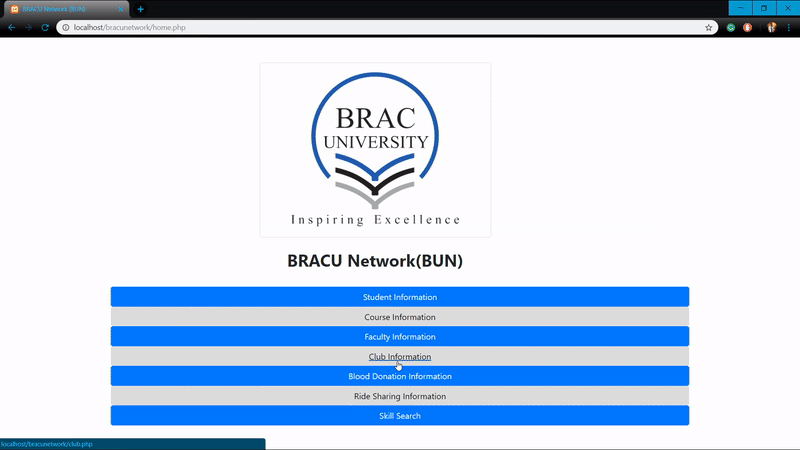 BRACU Network (BUN)
localhost/bracunetwork/home.php
BRAC
UNIVERSITY
Inspiring Excellence
BRACU Network(BUN)
Student Information
Course Information
Faculty Information
Club Information
Blood Donation Information
Ride Sharing Information
Skill Search
localhost/bracunetwork/club.php